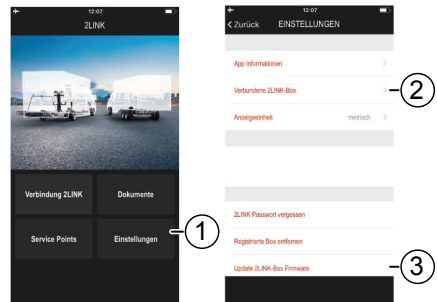 12:07
2LINK
Verbindung 2LINK
Dokumente
Service Points
Einstellungen
1
12:07
Zurück
EINSTELLUNGEN
App Informationen
Verbundene 2LINK-Box
2
Anzeigeeinheit
metrisch
2LINK Passwort vergessen
Registrierte Box entfernen
Update 2LINK-Box Firmware
3